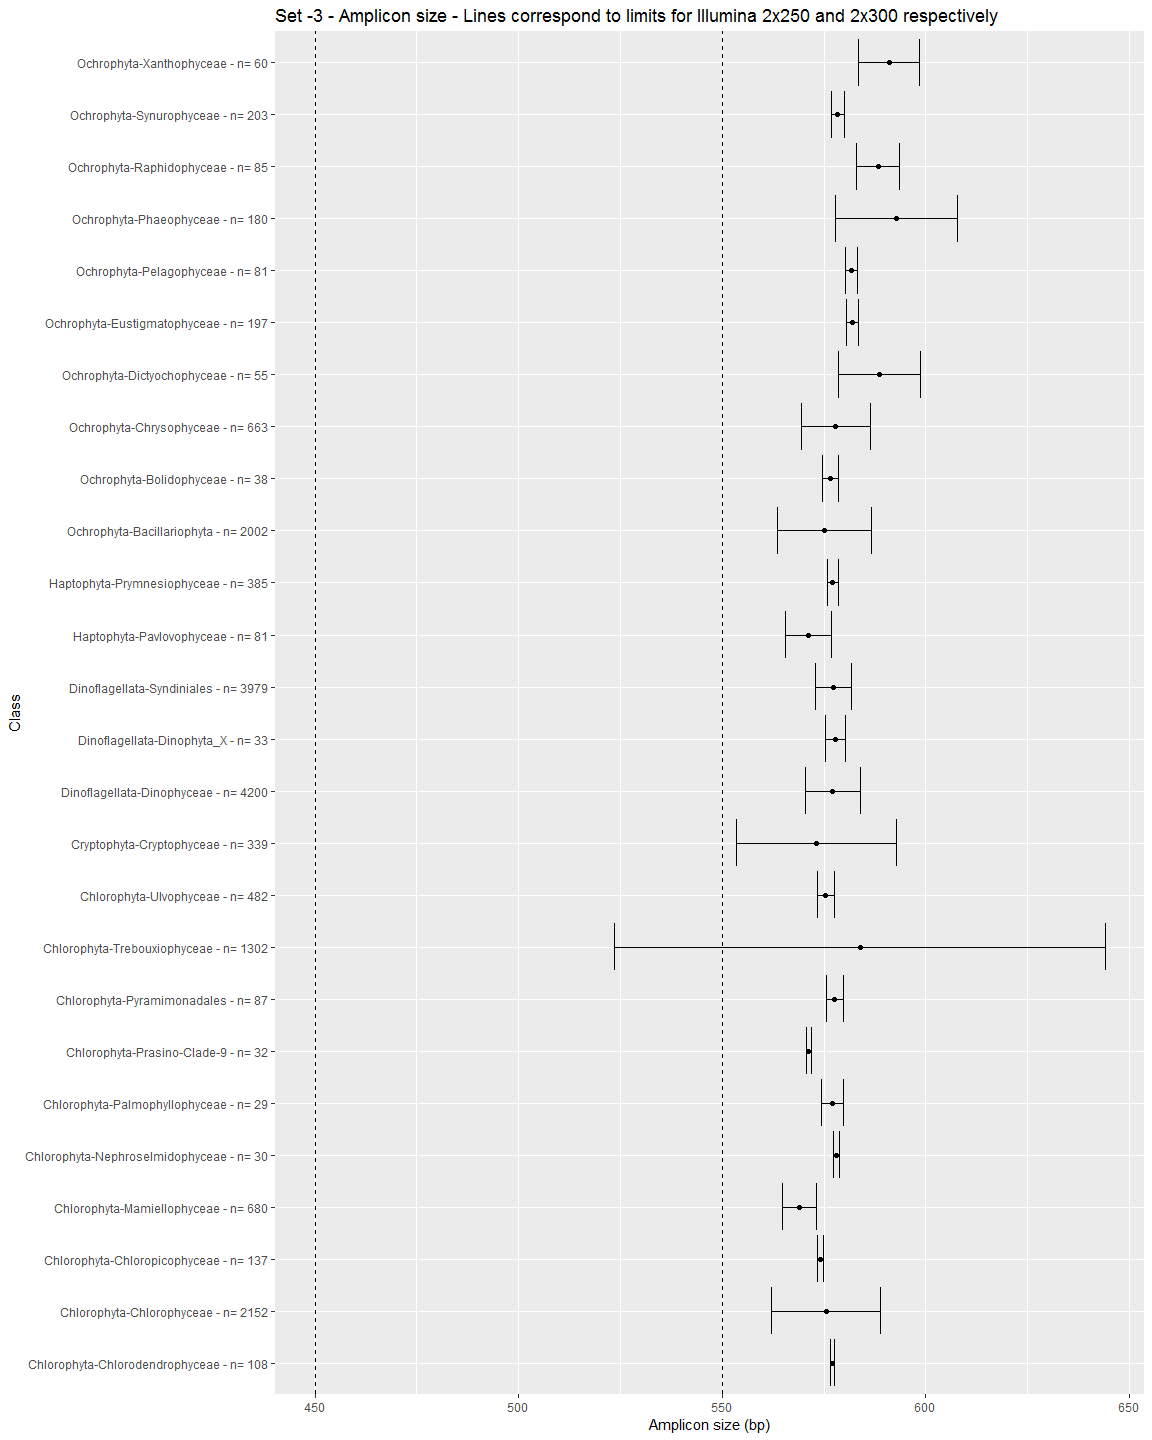 Set -3 - Amplicon size - Lines correspond to limits for Illumina 2x250 and 2x300 respectively
Ochrophyta-Xanthophyceae - n= 60
Ochrophyta-Synurophyceae - n= 203
Ochrophyta-Raphidophyceae - n= 85
Ochrophyta-Phaeophyceae - n= 180
Ochrophyta-Pelagophyceae - n= 81
Ochrophyta-Eustigmatophyceae - n= 197
Ochrophyta-Dictyochophyceae - n= 55
Ochrophyta-Chrysophyceae - n= 663
Ochrophyta-Bolidophyceae - n= 38
Ochrophyta-Bacillariophyta - n= 2002
Haptophyta-Prymnesiophyceae - n= 385
Haptophyta-Pavlovophyceae - n= 81
Dinoflagellata-Syndiniales - n= 3979
Dinoflagellata-Dinophyta_X - n= 33
Dinoflagellata-Dinophyceae - n= 4200
Cryptophyta-Cryptophyceae - n= 339
Chlorophyta-Ulvophyceae - n= 482
Chlorophyta-Trebouxiophyceae - n= 1302
Chlorophyta-Pyramimonadales - n= 87
Chlorophyta-Prasino-Clade-9 - n= 32
Chlorophyta-Palmophyllophyceae - n= 29
Chlorophyta-Nephroselmidophyceae - n= 30
Chlorophyta-Mamiellophyceae - n= 680
Chlorophyta-Chloropicophyceae - n= 137
Chlorophyta-Chlorophyceae - n= 2152
Chlorophyta-Chlorodendrophyceae - n= 108
Class
450 500 550 600 650
Amplicon size (bp)